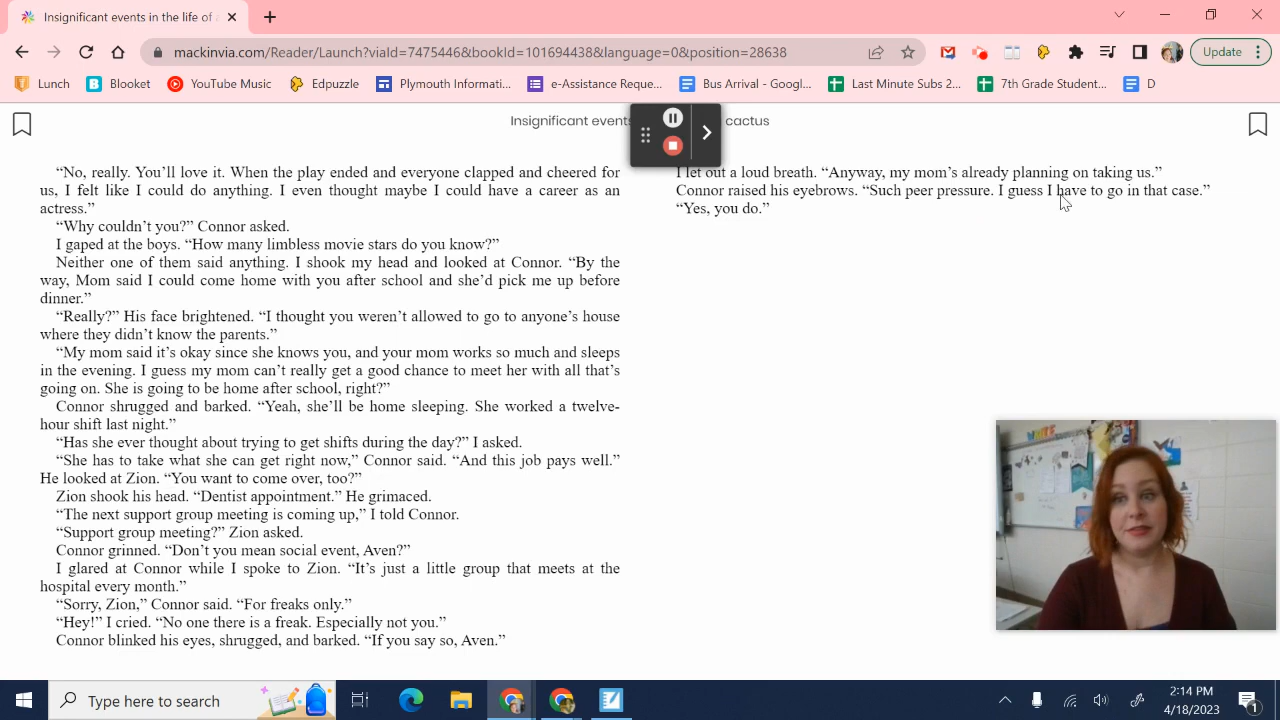 Insignificant events in the life of a
mackinvia.com/Reader/Launch?viaId=7475446&bookId=101694438&language=0&position=28638
Update
Lunch
Blooket
YouTube Music
Edpuzzle
Plymouth Informati...
e-Assistance Reque...
Bus Arrival - Googl...
Last Minute Subs 2...
7th Grade Student...
D
Insignificant events cactus
“No, really. You’ll love it. When the play ended and everyone clapped and cheered for
us, I felt like I could do anything. I even thought maybe I could have a career as an
actress.”
“Why couldn’t you?” Connor asked.
I gaped at the boys. “How many limbless movie stars do you know?”
Neither one of them said anything. I shook my head and looked at Connor. “By the
way, Mom said I could come home with you after school and she’d pick me up before
dinner.”
“Really?” His face brightened. “I thought you weren’t allowed to go to anyone’s house
where they didn’t know the parents.”
“My mom said it’s okay since she knows you, and your mom works so much and sleeps
in the evening. I guess my mom can’t really get a good chance to meet her with all that’s
going on. She is going to be home after school, right?”
Connor shrugged and barked. “Yeah, she’ll be home sleeping. She worked a twelve-
hour shift last night.”
“Has she ever thought about trying to get shifts during the day?” I asked.
“She has to take what she can get right now,” Connor said. “And this job pays well.”
He looked at Zion. “You want to come over, too?”
Zion shook his head. “Dentist appointment.” He grimaced.
“The next support group meeting is coming up,” I told Connor.
“Support group meeting?” Zion asked.
Connor grinned. “Don’t you mean social event, Aven?”
I glared at Connor while I spoke to Zion. “It’s just a little group that meets at the
hospital every month.”
“Sorry, Zion,” Connor said. “For freaks only.”
“Hey!” I cried. “No one there is a freak. Especially not you.”
Connor blinked his eyes, shrugged, and barked. “If you say so, Aven.”
I let out a loud breath. “Anyway, my mom’s already planning on taking us.”
Connor raised his eyebrows. “Such peer pressure. I guess I have to go in that case.”
“Yes, you do.”
Type here to search
2:14 PM
4/18/2023
1